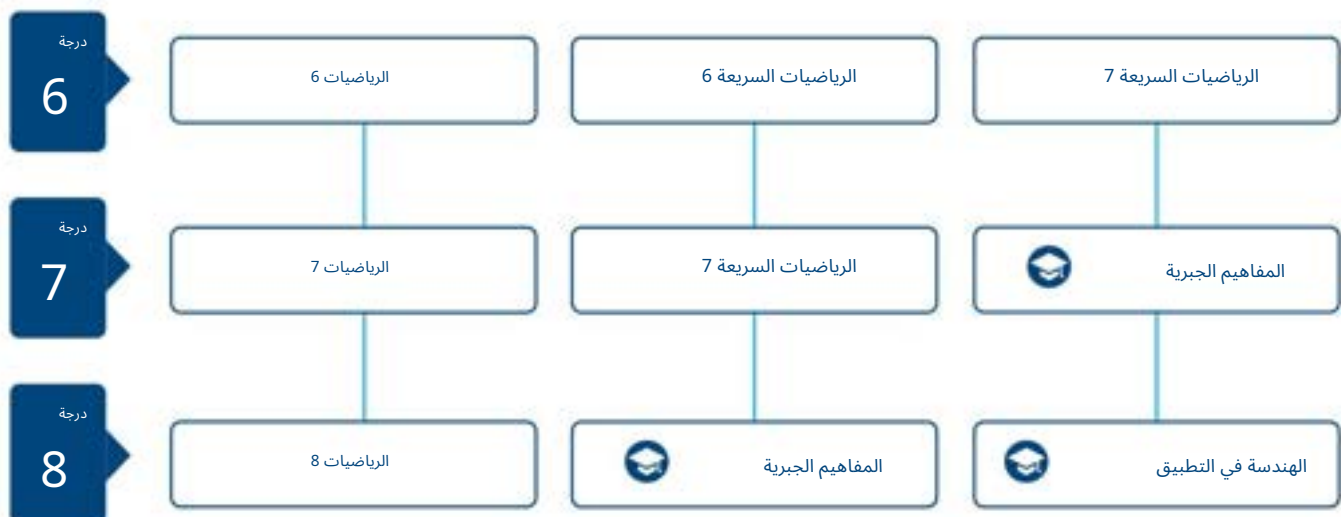 درجة
6
الرياضيات 6
الرياضيات السريعة 6
الرياضيات السريعة 7
درجة
7
الرياضيات 7
الرياضيات السريعة 7
المفاهيم الجبرية
درجة
8
الرياضيات 8
المفاهيم الجبرية
الهندسة في التطبيق